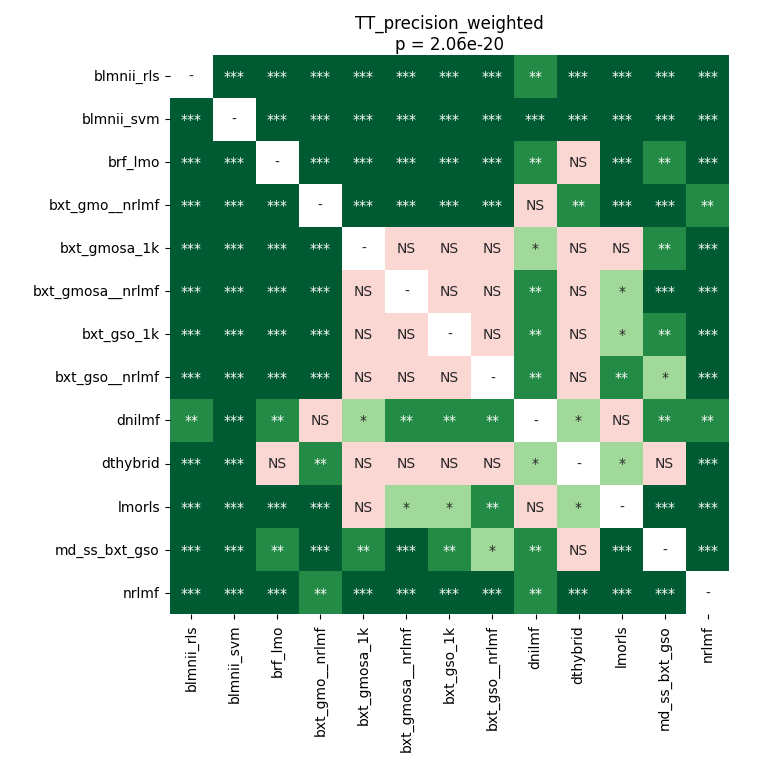 TT_precision_weighted
p = 2.06e-20
blmnii_rls - *** *** *** *** *** *** *** ** *** *** *** ***
blmnii_svm *** - *** *** *** *** *** *** *** *** *** *** ***
brf_lmo *** *** - *** *** *** *** *** ** NS *** ** ***
bxt_gmo__nrlmf *** *** *** - *** *** *** *** NS ** *** *** **
bxt_gmosa_1k *** *** *** *** - NS NS NS * NS NS ** ***
bxt_gmosa__nrlmf *** *** *** *** NS - NS NS ** NS * *** ***
bxt_gso_1k *** *** *** *** NS NS - NS ** NS * ** ***
bxt_gso__nrlmf *** *** *** *** NS NS NS - ** NS ** * ***
dnilmf ** *** ** NS * ** ** ** - * NS ** **
dthybrid *** *** NS ** NS NS NS NS * - * NS ***
lmorls *** *** *** *** NS * * ** NS * - *** ***
md_ss_bxt_gso *** *** ** *** ** *** ** * ** NS *** - ***
nrlmf *** *** *** ** *** *** *** *** ** *** *** *** -
blmnii_rls
blmnii_svm
brf_lmo
bxt_gmo__nrlmf
bxt_gmosa_1k
bxt_gmosa__nrlmf
bxt_gso_1k
bxt_gso__nrlmf
dnilmf
dthybrid
lmorls
md_ss_bxt_gso
nrlmf